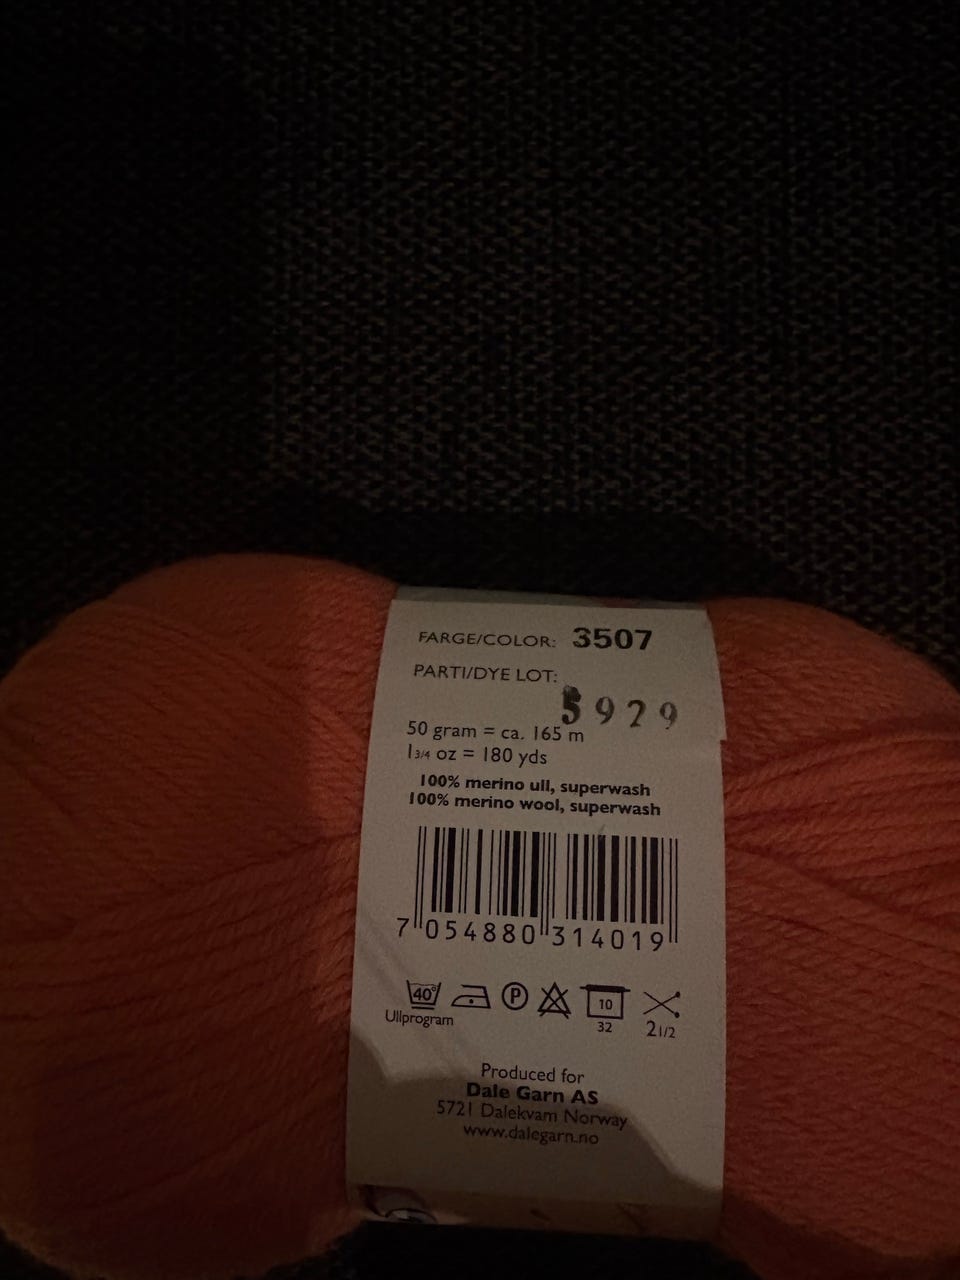 FARGE/COLOR: 3507
PARTI/DYE LOT:
5929
50 gram = ca. 165 m
1 3/4 oz = 180 yds
100% merino ull, superwash
100% merino wool, superwash
7 054880 314019
40° P 10
Ullprogram 32 2 1/2
Produced for
Dale Garn AS
5721 Dalekvam Norway
www.dalegarn.no